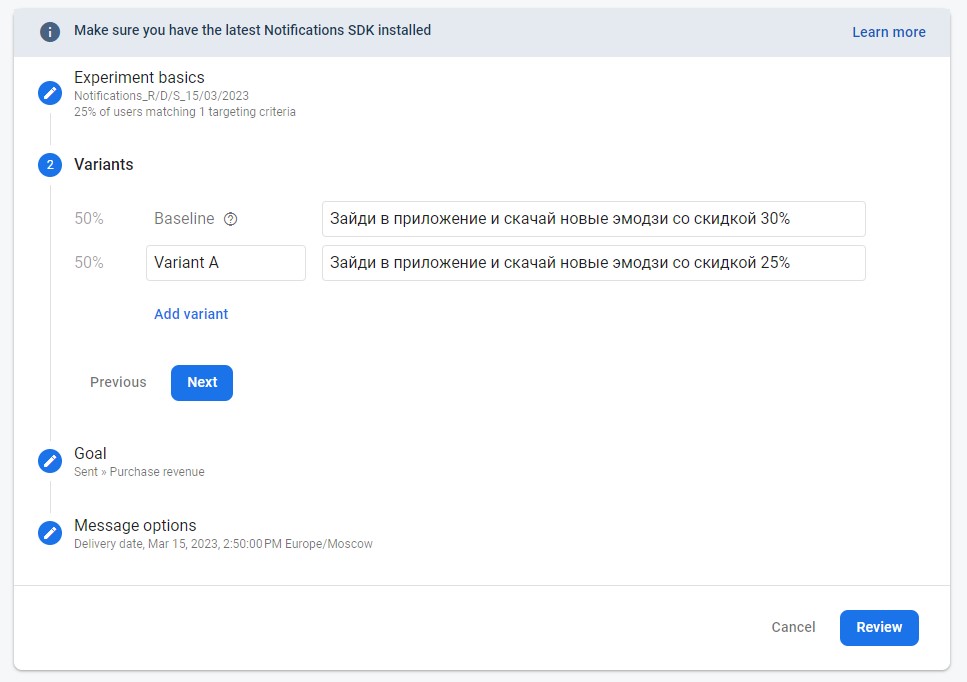 Make sure you have the latest Notifications SDK installed
Learn more
Experiment basics
Notifications_R/D/S_15/03/2023
25% of users matching 1 targeting criteria
2 Variants
50% Baseline Зайди в приложение и скачай новые эмодзи со скидкой 30%
50% Variant A Зайди в приложение и скачай новые эмодзи со скидкой 25%
Add variant
Previous Next
Goal
Sent » Purchase revenue
Message options
Delivery date, Mar 15, 2023, 2:50:00 PM Europe/Moscow
Cancel Review